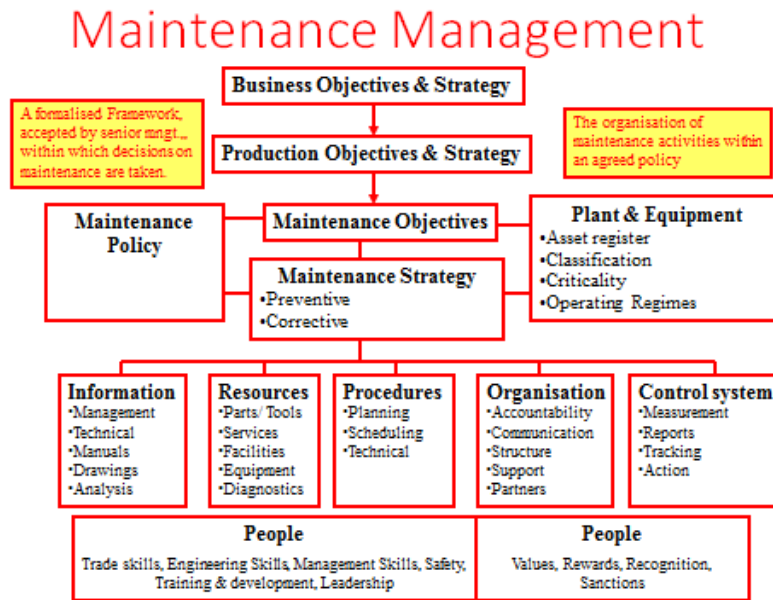 Maintenance Management
Business Objectives & Strategy
A formalised Framework,
accepted by senior mngt.,,
within which decisions on
maintenance are taken.
The organisation of
maintenance activities within
an agreed policy
Production Objectives & Strategy
Maintenance
Policy
Maintenance Objectives
Plant & Equipment
•Asset register
•Classification
•Criticality
•Operating Regimes
Maintenance Strategy
•Preventive
•Corrective
Information
•Management
•Technical
•Manuals
•Drawings
•Analysis
Resources
•Parts/ Tools
•Services
•Facilities
•Equipment
•Diagnostics
Procedures
•Planning
•Scheduling
•Technical
Organisation
•Accountability
•Communication
•Structure
•Support
•Partners
Control system
•Measurement
•Reports
•Tracking
•Action
People
Trade skills, Engineering Skills, Management Skills, Safety,
Training & development, Leadership
People
Values, Rewards, Recognition,
Sanctions